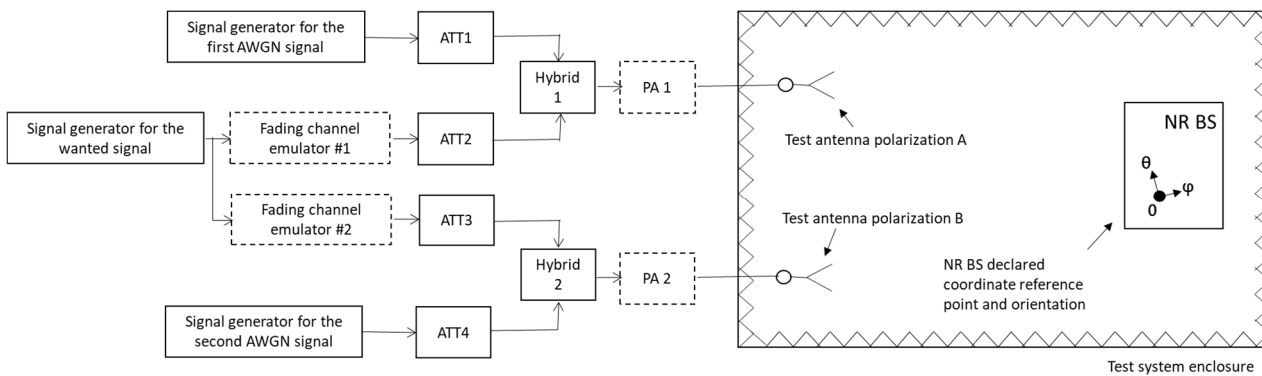 Signal generator for the
first AWGN signal
ATT1
Hybrid
1
PA 1
Signal generator for the
wanted signal
Fading channel
emulator #1
ATT2
Test antenna polarization A
NR BS
θ
φ
0
Fading channel
emulator #2
ATT3
Test antenna polarization B
Hybrid
2
PA 2
NR BS declared
coordinate reference
point and orientation
Signal generator for the
second AWGN signal
ATT4
Test system enclosure